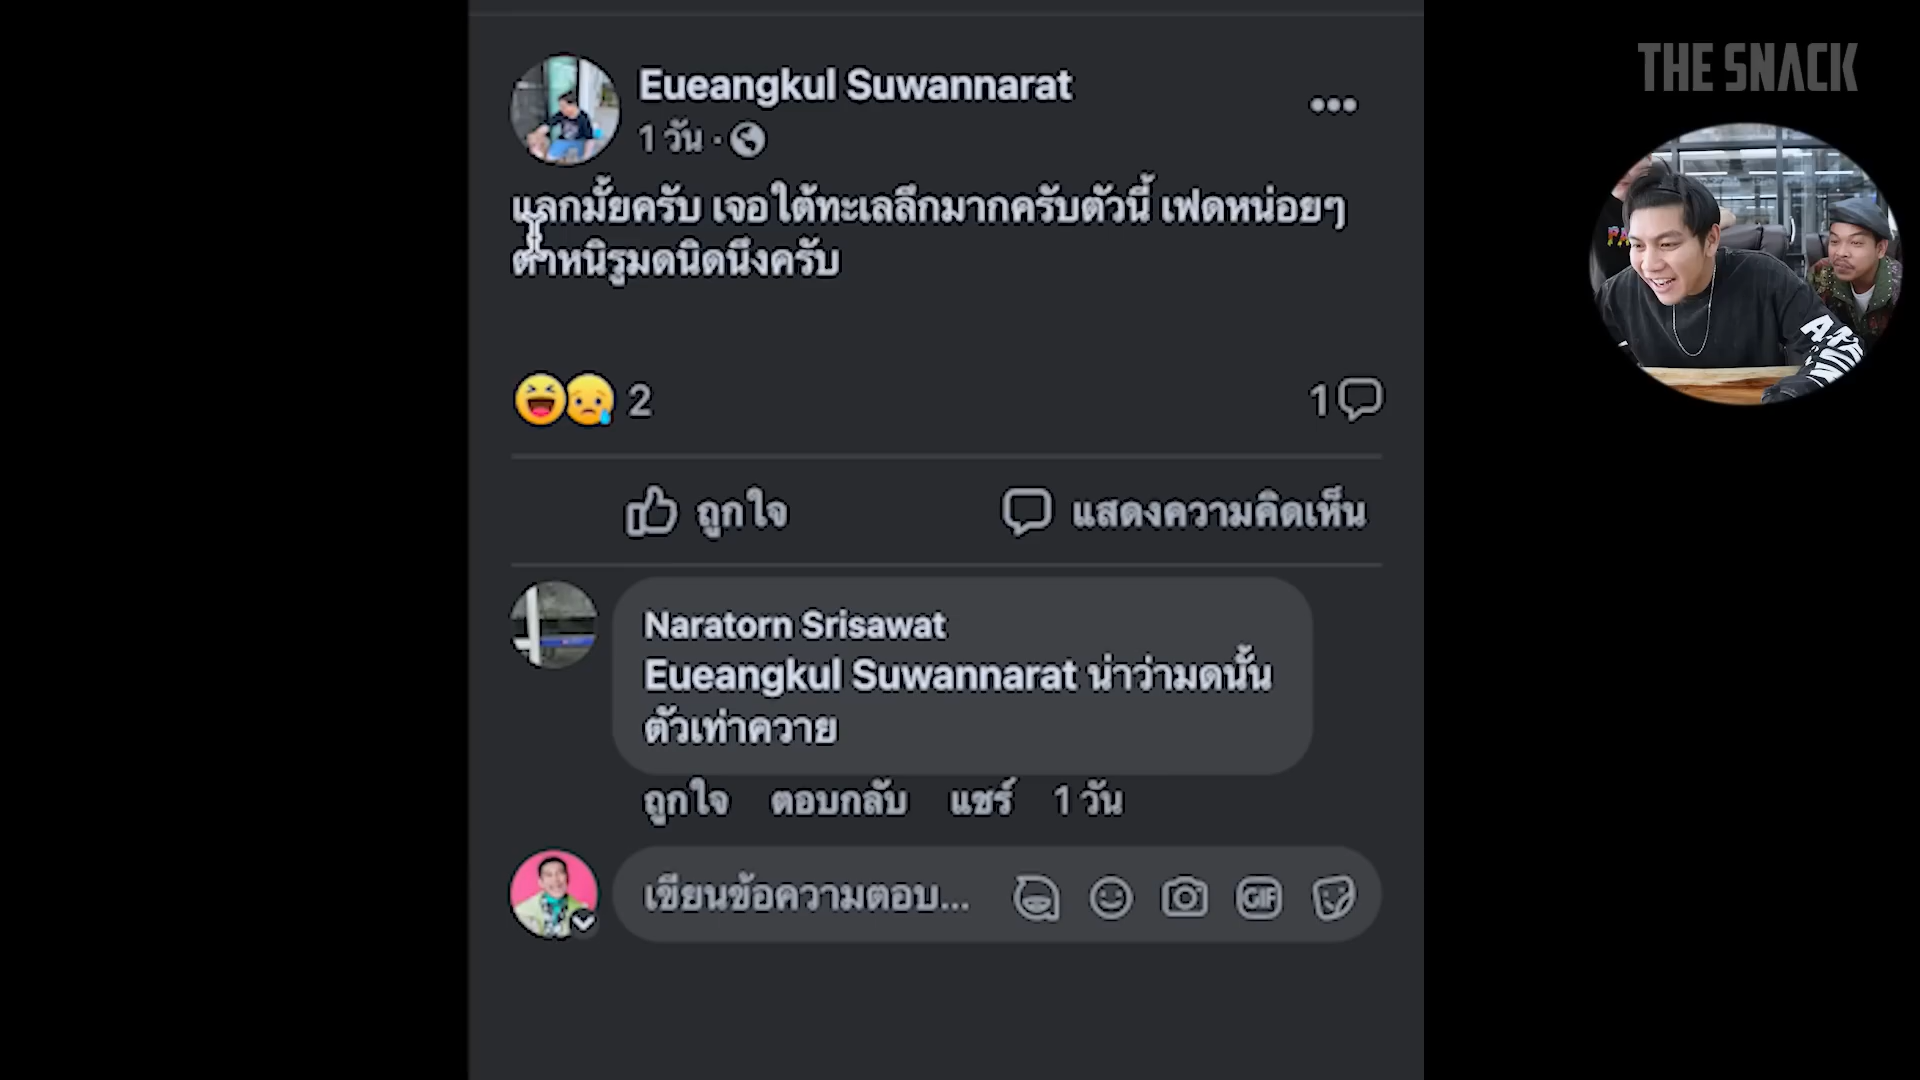 THE SNACK
Eueangkul Suwannarat
1 วัน ·
แลกมั้ยครับ เจอใต้ทะเลลึกมากครับตัวนี้ เฟดหน่อยๆ
ตำหนิรูมดนิดนึงครับ
2
1
ถูกใจ
แสดงความคิดเห็น
Naratorn Srisawat
Eueangkul Suwannarat น่าว่ามดนั้น
ตัวเท่าควาย
ถูกใจ ตอบกลับ แชร์ 1 วัน
เขียนข้อความตอบ...
GIF